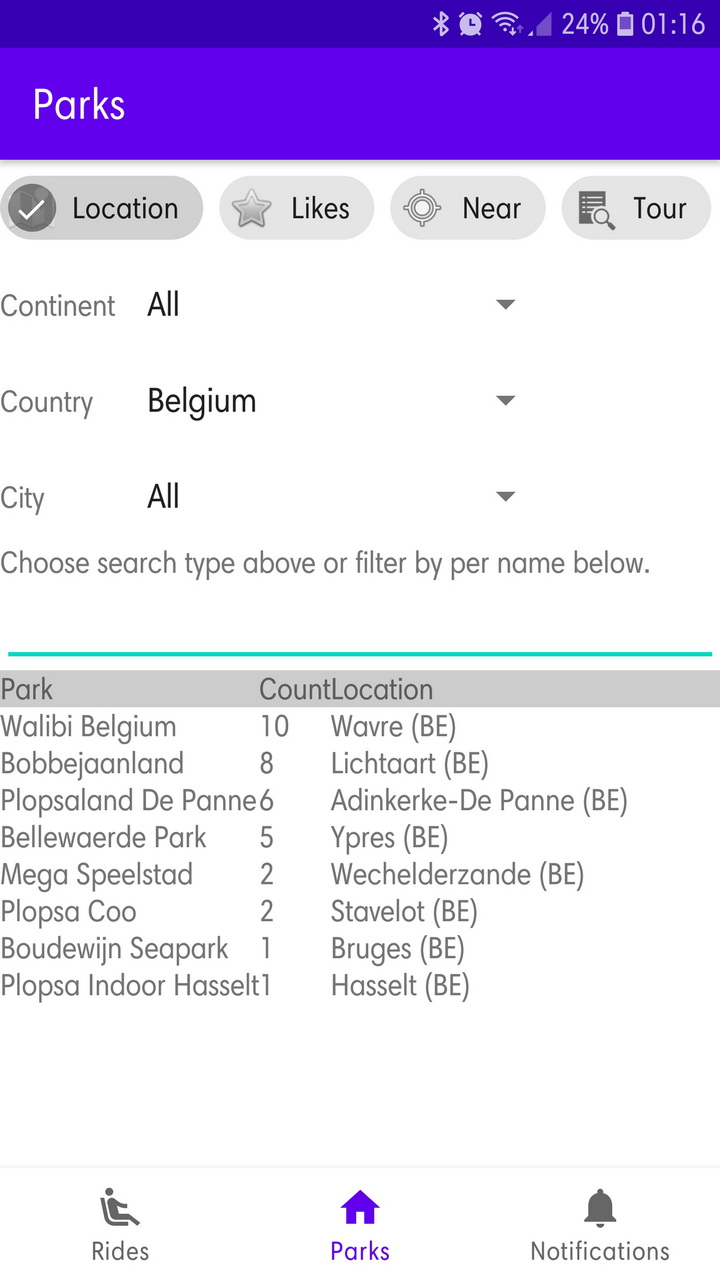 24% 01:16
Parks
Location Likes Near Tour
Continent All
Country Belgium
City All
Choose search type above or filter by per name below.
Park Count Location
Walibi Belgium 10 Wavre (BE)
Bobbejaanland 8 Lichtaart (BE)
Plopsaland De Panne 6 Adinkerke-De Panne (BE)
Bellewaerde Park 5 Ypres (BE)
Mega Speelstad 2 Wechelderzande (BE)
Plopsa Coo 2 Stavelot (BE)
Boudewijn Seapark 1 Bruges (BE)
Plopsa Indoor Hasselt 1 Hasselt (BE)
Rides Parks Notifications